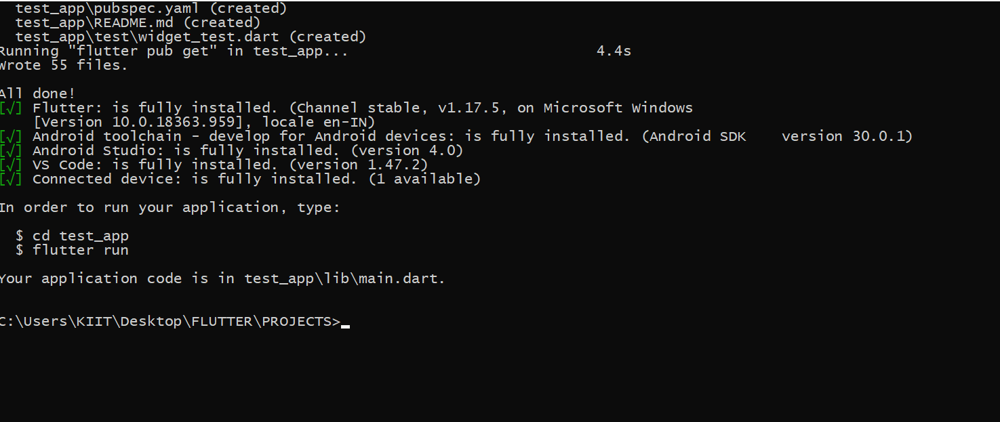 test_app\pubspec.yaml (created)
test_app\README.md (created)
test_app\test\widget_test.dart (created)
Running "flutter pub get" in test_app... 4.4s
Wrote 55 files.
All done!
[√] Flutter: is fully installed. (Channel stable, v1.17.5, on Microsoft Windows
[Version 10.0.18363.959], locale en-IN)
[√] Android toolchain - develop for Android devices: is fully installed. (Android SDK version 30.0.1)
[√] Android Studio: is fully installed. (version 4.0)
[√] VS Code: is fully installed. (version 1.47.2)
[√] Connected device: is fully installed. (1 available)
In order to run your application, type:
$ cd test_app
$ flutter run
Your application code is in test_app\lib\main.dart.
C:\Users\KIIT\Desktop\FLUTTER\PROJECTS>